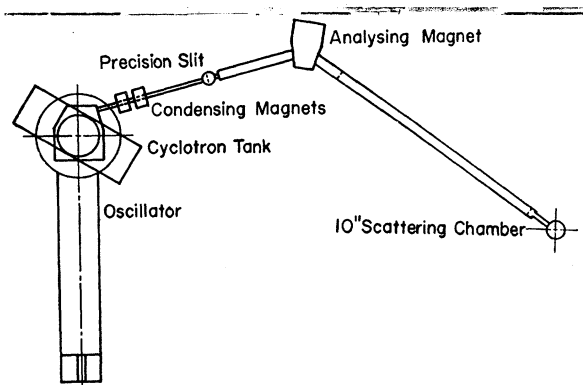 Analysing Magnet
Precision Slit
Condensing Magnets
Cyclotron Tank
Oscillator
10" Scattering Chamber